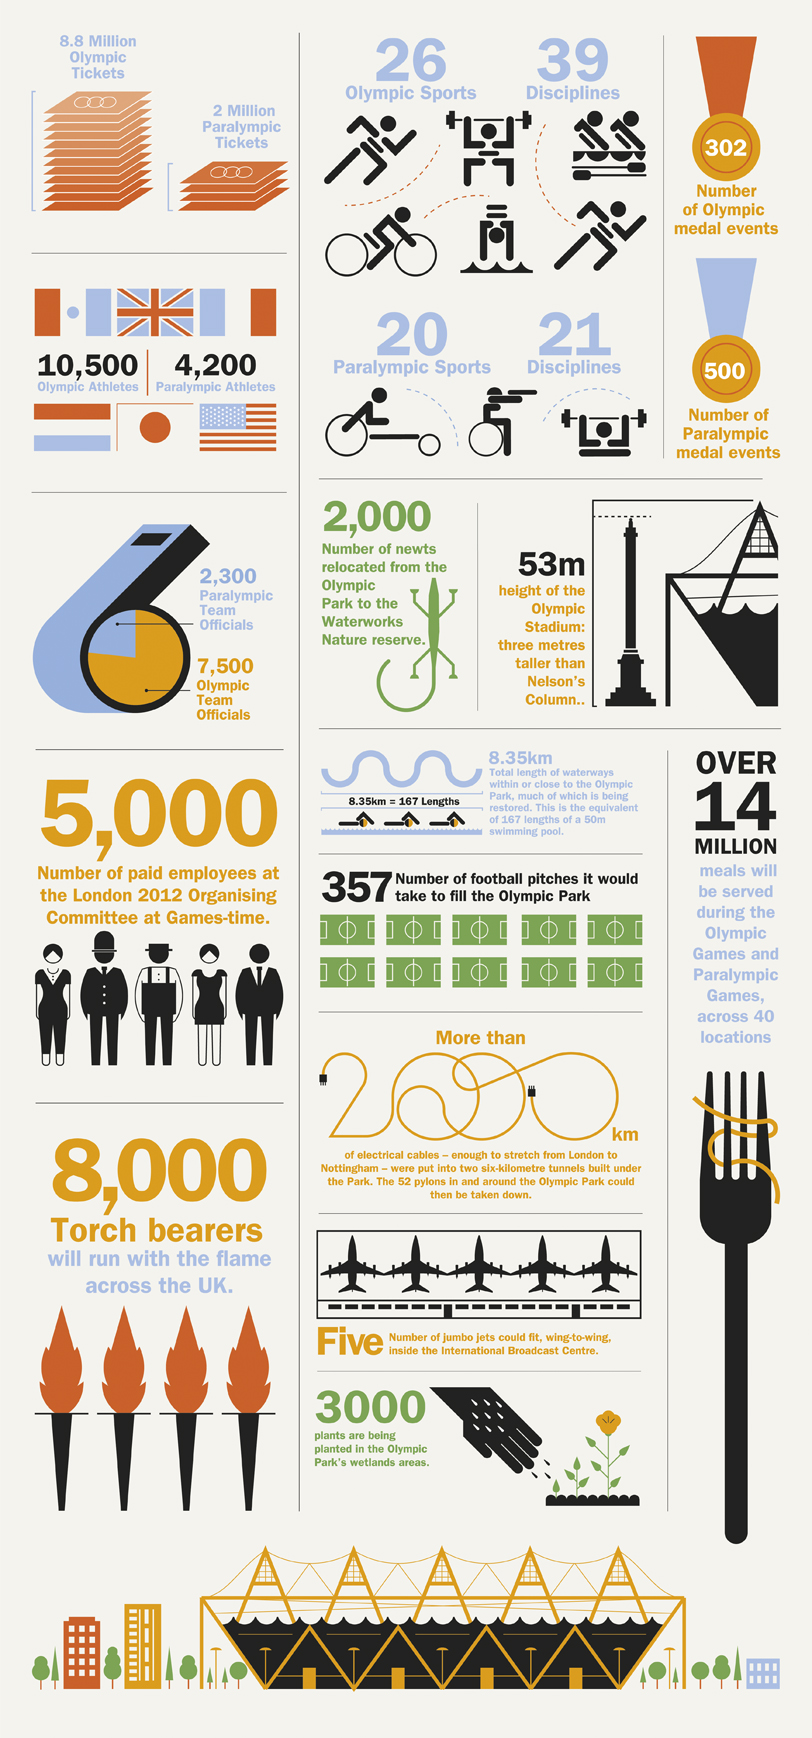 8.8 Million
Olympic
Tickets
2 Million
Paralympic
Tickets
10,500
Olympic Athletes
4,200
Paralympic Athletes
2,300
Paralympic
Team
Officials
7,500
Olympic
Team
Officials
5,000
Number of paid employees at
the London 2012 Organising
Committee at Games-time.
8,000
Torch bearers
will run with the flame
across the UK.
26
Olympic Sports
39
Disciplines
20
Paralympic Sports
21
Disciplines
302
Number
of Olympic
medal events
500
Number of
Paralympic
medal events
2,000
Number of newts
relocated from the
Olympic
Park to the
Waterworks
Nature reserve.
53m
height of the
Olympic
Stadium:
three metres
taller than
Nelson's
Column..
8.35km = 167 Lengths
8.35km
Total length of waterways
within or close to the Olympic
Park, much of which is being
restored. This is the equivalent
of 167 lengths of a 50m
swimming pool.
357 Number of football pitches it would
take to fill the Olympic Park
More than
2000
km
of electrical cables – enough to stretch from London to
Nottingham – were put into two six-kilometre tunnels built under
the Park. The 52 pylons in and around the Olympic Park could
then be taken down.
Five Number of jumbo jets could fit, wing-to-wing,
inside the International Broadcast Centre.
3000
plants are being
planted in the Olympic
Park's wetlands areas.
OVER
14
MILLION
meals will
be served
during the
Olympic
Games and
Paralympic
Games,
across 40
locations